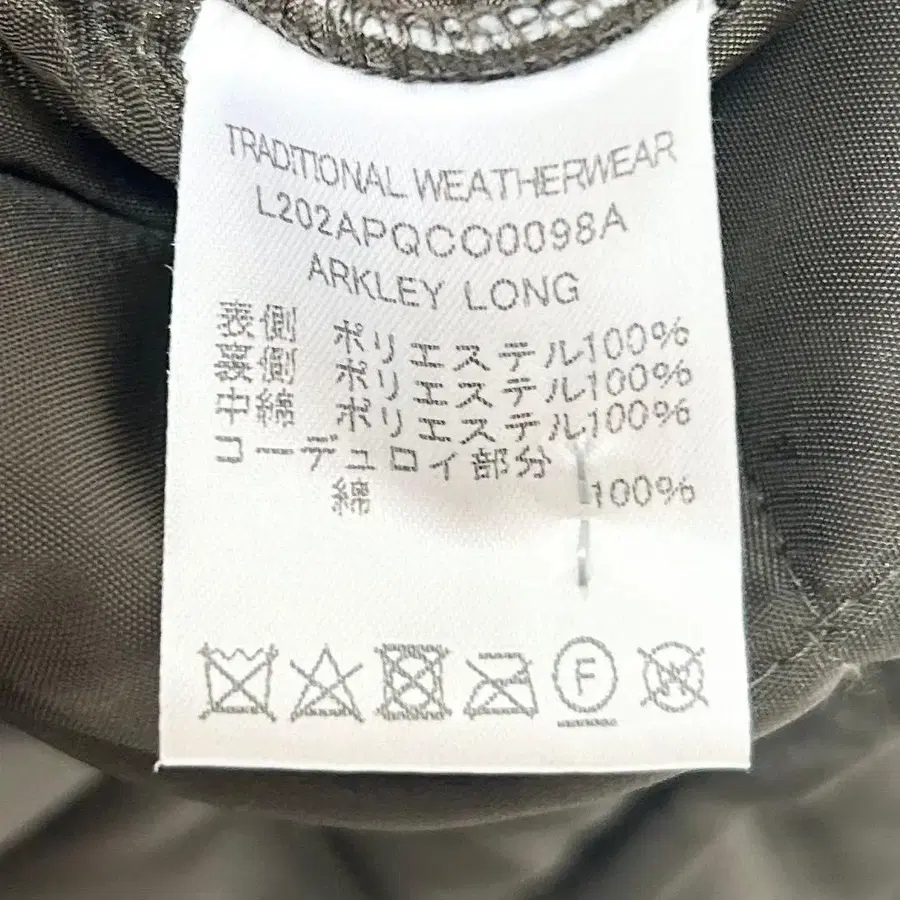 TRADITIONAL WEATHERWEAR
L202APQCO0098A
ARKLEY LONG
表側 ポリエステル100%
裏側 ポリエステル100%
中綿 ポリエステル100%
コーデュロイ部分
綿 100%
F
W